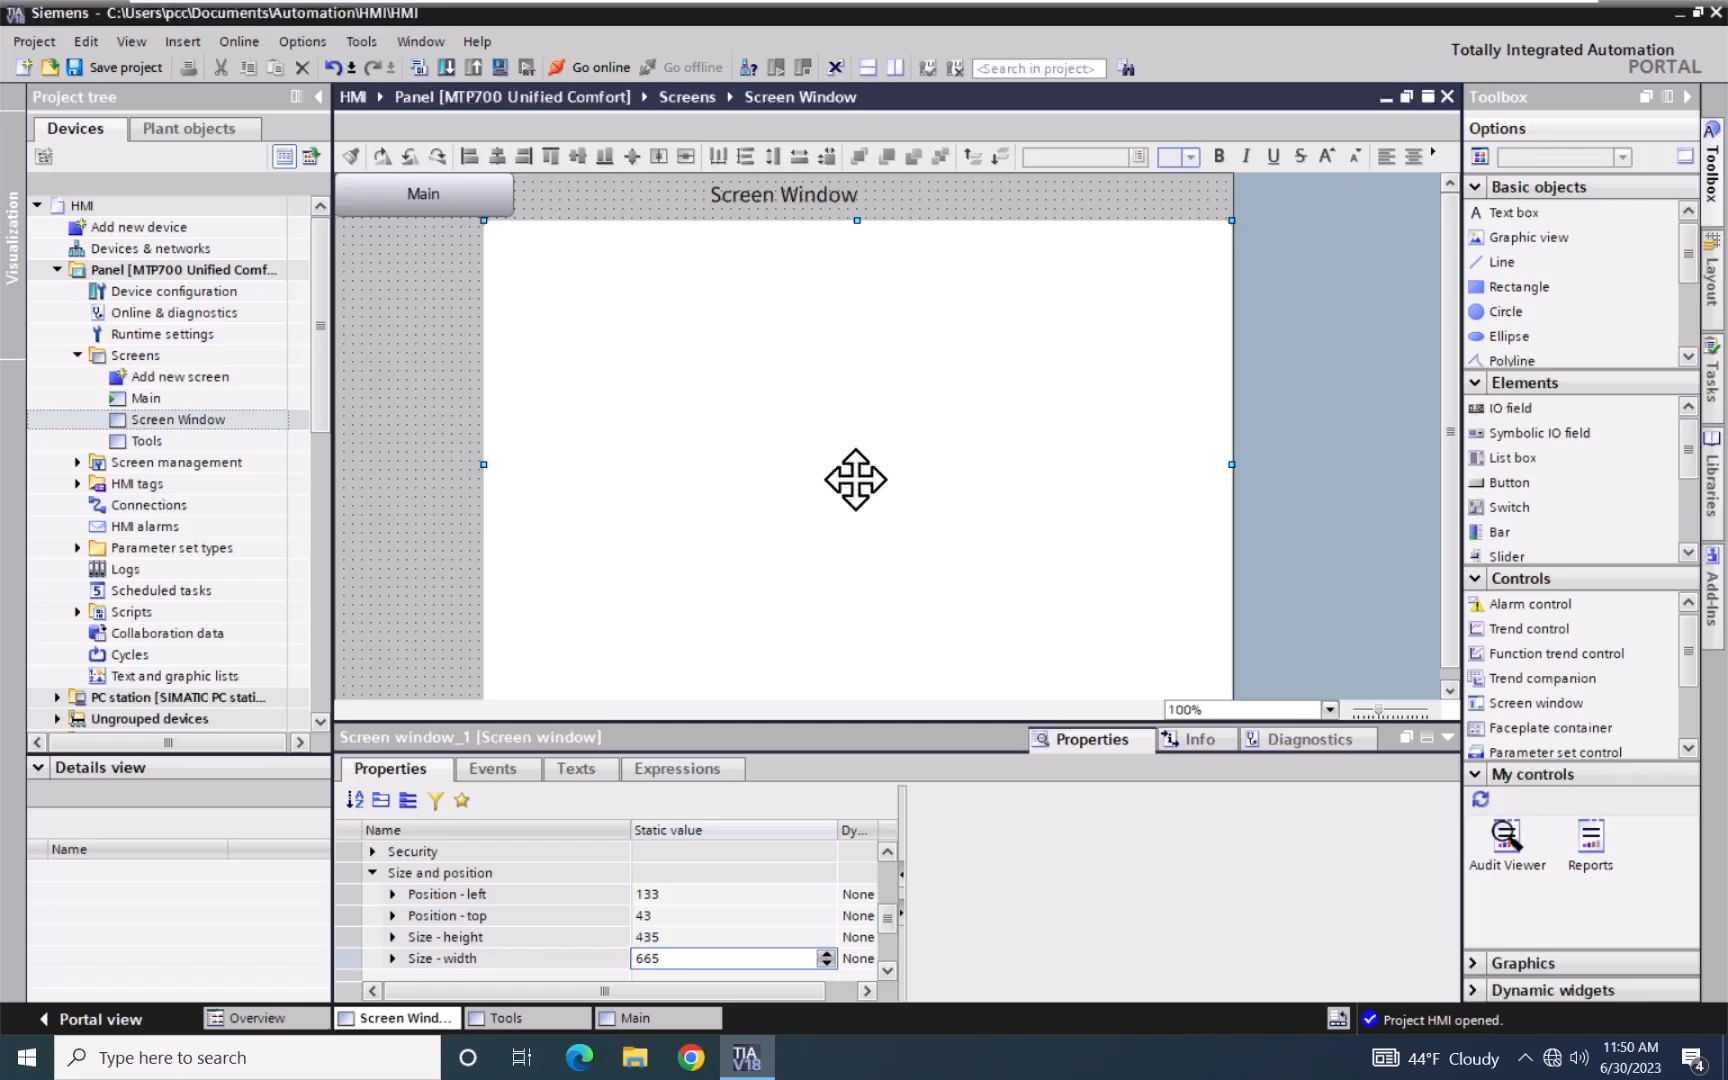 Siemens - C:\Users\pcc\Documents\Automation\HMI\HMI
Project Edit View Insert Online Options Tools Window Help
Totally Integrated Automation
PORTAL
Save project
Go online
Go offline
<Search in project>
Project tree
HMI Panel [MTP700 Unified Comfort] Screens Screen Window
Toolbox
Devices
Plant objects
Options
Visualization
HMI
Add new device
Devices & networks
Panel [MTP700 Unified Comf...
Device configuration
Online & diagnostics
Runtime settings
Screens
Add new screen
Main
Screen Window
Tools
Screen management
HMI tags
Connections
HMI alarms
Parameter set types
Logs
Scheduled tasks
Scripts
Collaboration data
Cycles
Text and graphic lists
PC station [SIMATIC PC stati...
Ungrouped devices
Details view
Name
B I U S A A
Main
Screen Window
100%
Screen window_1 [Screen window]
Properties
Info
Diagnostics
Properties
Events
Texts
Expressions
Name
Static value
Dy...
Security
Size and position
Position - left 133 None
Position - top 43 None
Size - height 435 None
Size - width 665 None
Basic objects
Text box
Graphic view
Line
Rectangle
Circle
Ellipse
Polyline
Elements
IO field
Symbolic IO field
List box
Button
Switch
Bar
Slider
Controls
Alarm control
Trend control
Function trend control
Trend companion
Screen window
Faceplate container
Parameter set control
My controls
Audit Viewer
Reports
Graphics
Dynamic widgets
Toolbox
Layout
Tasks
Libraries
Add-Ins
Portal view
Overview
Screen Wind...
Tools
Main
Project HMI opened.
Type here to search
TIA
V18
44°F Cloudy
11:50 AM
6/30/2023
4